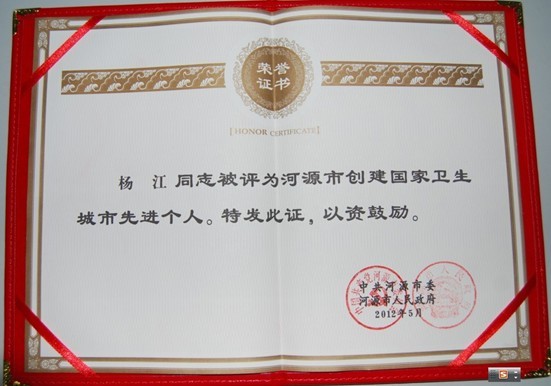 荣誉
证书
[HONOR CERTIFICATE]
杨 江同志被评为河源市创建国家卫生
城市先进个人。特发此证，以资鼓励。
中共河源市委
河源市人民政府
2012年5月